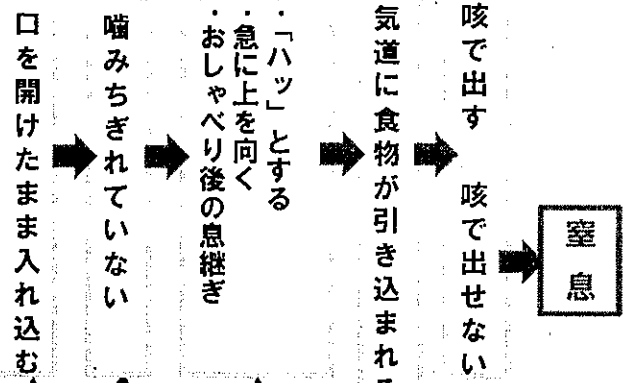 口を開けたまま入れ込む
噛みちぎれていない
・「ハッ」とする
・急に上を向く
・おしゃべり後の息継ぎ
気道に食物が引き込まれる
咳で出す
咳で出せない
窒息